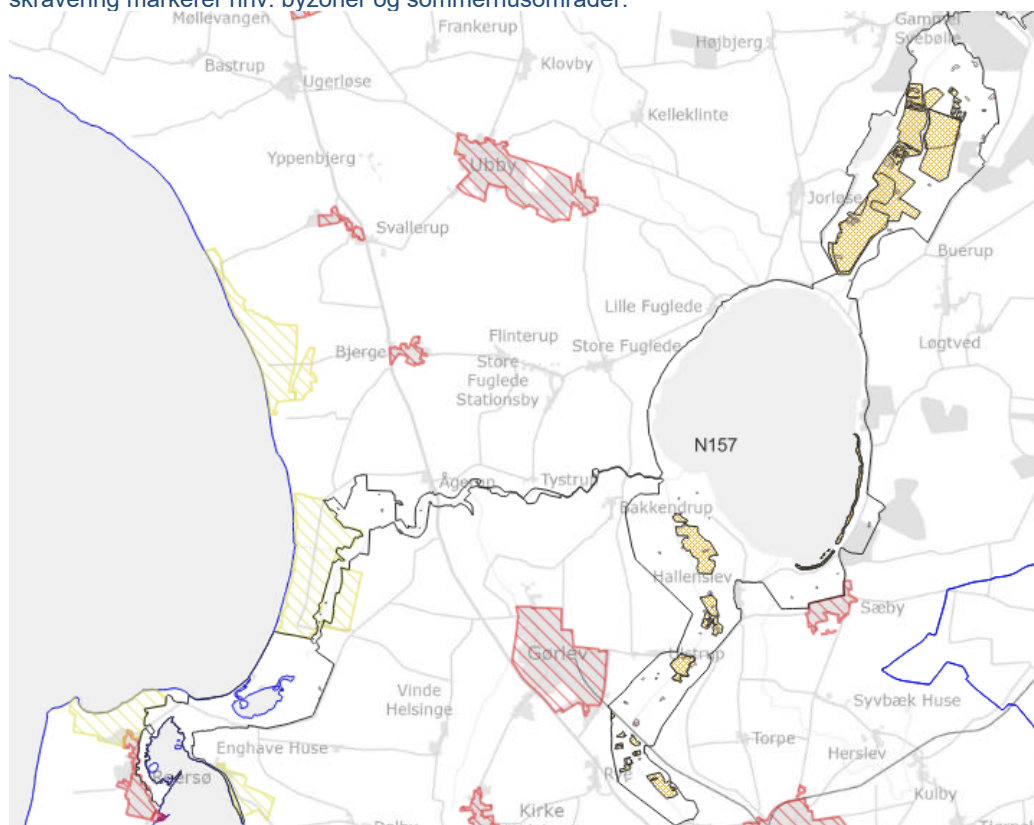 skravering markerer hhv. byzoner og sommerhusområder.
Møllevangen
Frankerup
Gammel
Svebølle
Højbjerg
Bastrup
Klovby
Ugerløse
Kelleklinte
Yppenbjerg
Ubby
Jorløse
Svallerup
Buerup
Lille Fuglede
Flinterup
Bjerge
Store Fuglede
Løgtved
Store
Fuglede
Stationsby
N157
Ågerup
Tystrup
Bakkendrup
Hallenslev
Sæby
Gørlev
Vinde
Helsinge
Syvbæk Huse
Enghave Huse
Torpe
Herslev
Reersø
Kulby
Kirke